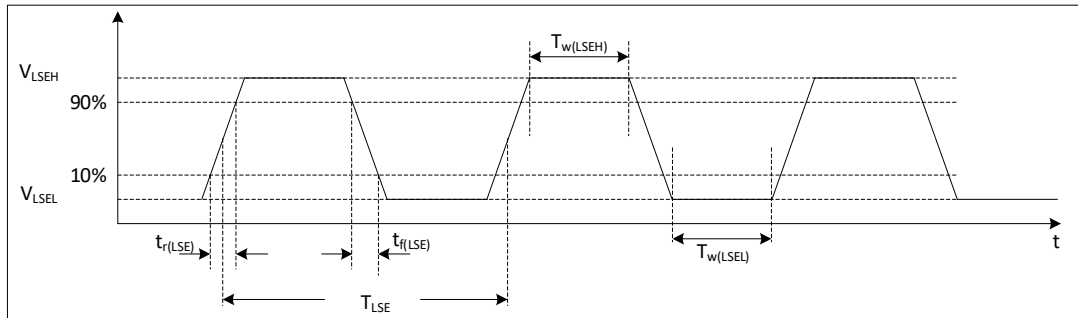 T_w(LSEH)
V_LSEH
90%
10%
V_LSEL
t_r(LSE)
t_f(LSE)
T_w(LSEL)
t
T_LSE